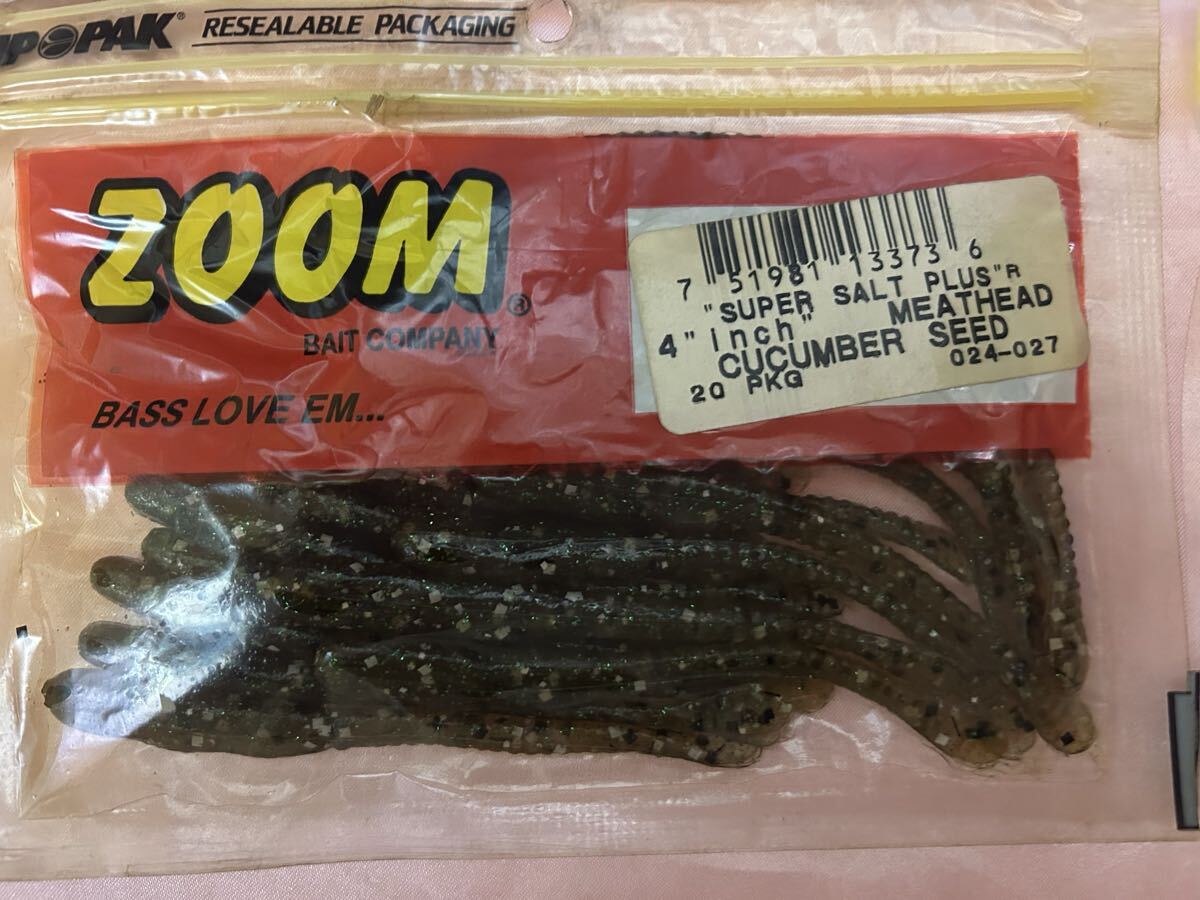 IPPAK® RESEALABLE PACKAGING
ZOOM®
BAIT COMPANY
BASS LOVE EM...
7 51981 13373 6
"SUPER SALT PLUS"R
4" inch" MEATHEAD
CUCUMBER SEED
20 PKG 024-027